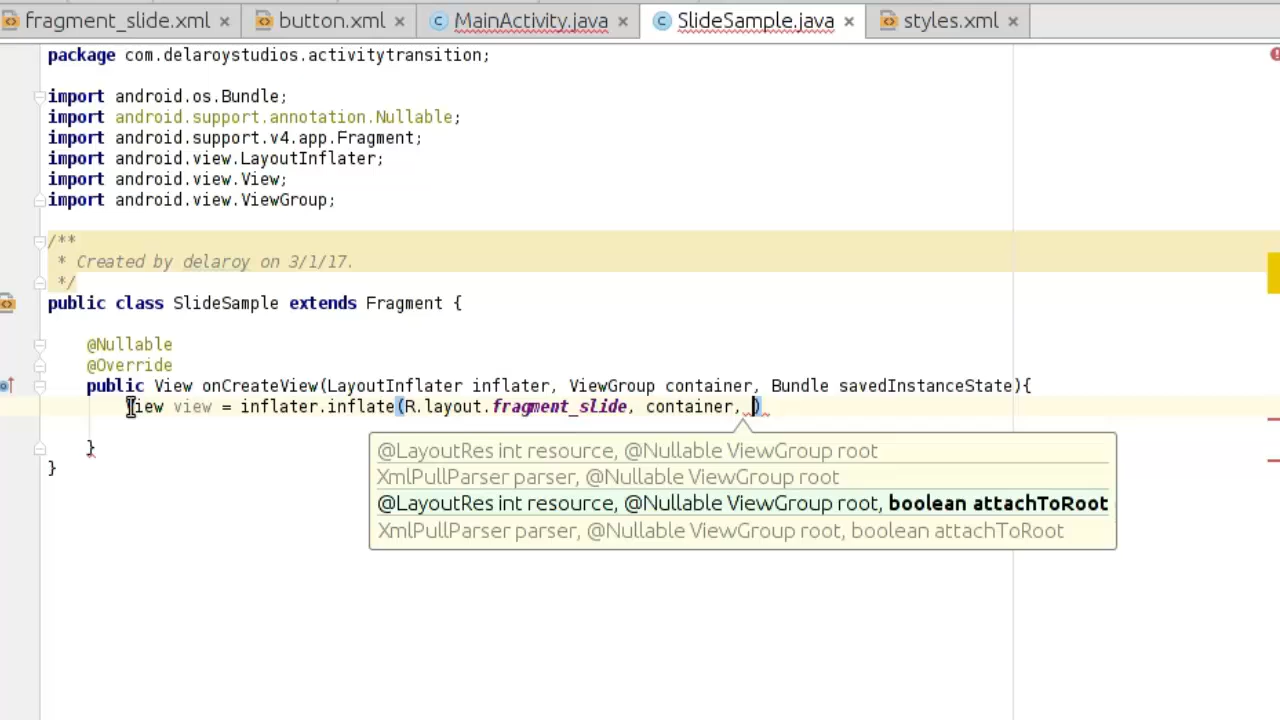 fragment_slide.xml × button.xml × MainActivity.java × SlideSample.java × styles.xml ×
package com.delaroystudios.activitytransition;
import android.os.Bundle;
import android.support.annotation.Nullable;
import android.support.v4.app.Fragment;
import android.view.LayoutInflater;
import android.view.View;
import android.view.ViewGroup;
/**
* Created by delaroy on 3/1/17.
*/
public class SlideSample extends Fragment {
@Nullable
@Override
public View onCreateView(LayoutInflater inflater, ViewGroup container, Bundle savedInstanceState){
View view = inflater.inflate(R.layout.fragment_slide, container, )
@LayoutRes int resource, @Nullable ViewGroup root
}
XmlPullParser parser, @Nullable ViewGroup root
}
@LayoutRes int resource, @Nullable ViewGroup root, boolean attachToRoot
XmlPullParser parser, @Nullable ViewGroup root, boolean attachToRoot